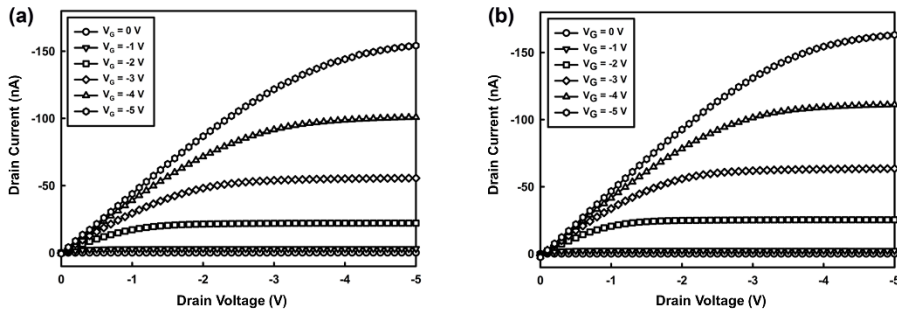 (a)
V_G = 0 V
V_G = -1 V
V_G = -2 V
V_G = -3 V
V_G = -4 V
V_G = -5 V
Drain Current (nA)
-150
-100
-50
0
0 -1 -2 -3 -4 -5
Drain Voltage (V)
(b)
V_G = 0 V
V_G = -1 V
V_G = -2 V
V_G = -3 V
V_G = -4 V
V_G = -5 V
Drain Current (nA)
-150
-100
-50
0
0 -1 -2 -3 -4 -5
Drain Voltage (V)